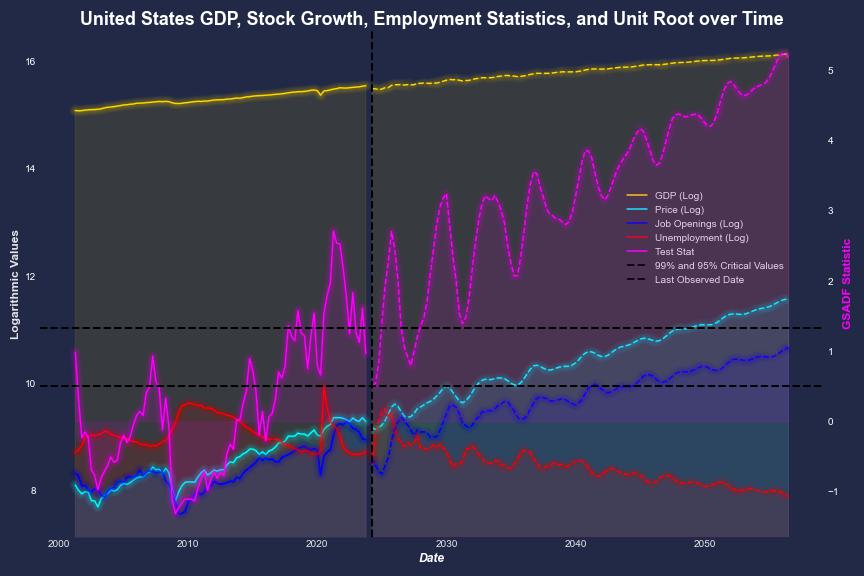 United States GDP, Stock Growth, Employment Statistics, and Unit Root over Time
16
14
12
10
8
Logarithmic Values
5
4
3
2
1
0
−1
GSADF Statistic
GDP (Log)
Price (Log)
Job Openings (Log)
Unemployment (Log)
Test Stat
99% and 95% Critical Values
Last Observed Date
2000
2010
2020
2030
2040
2050
Date